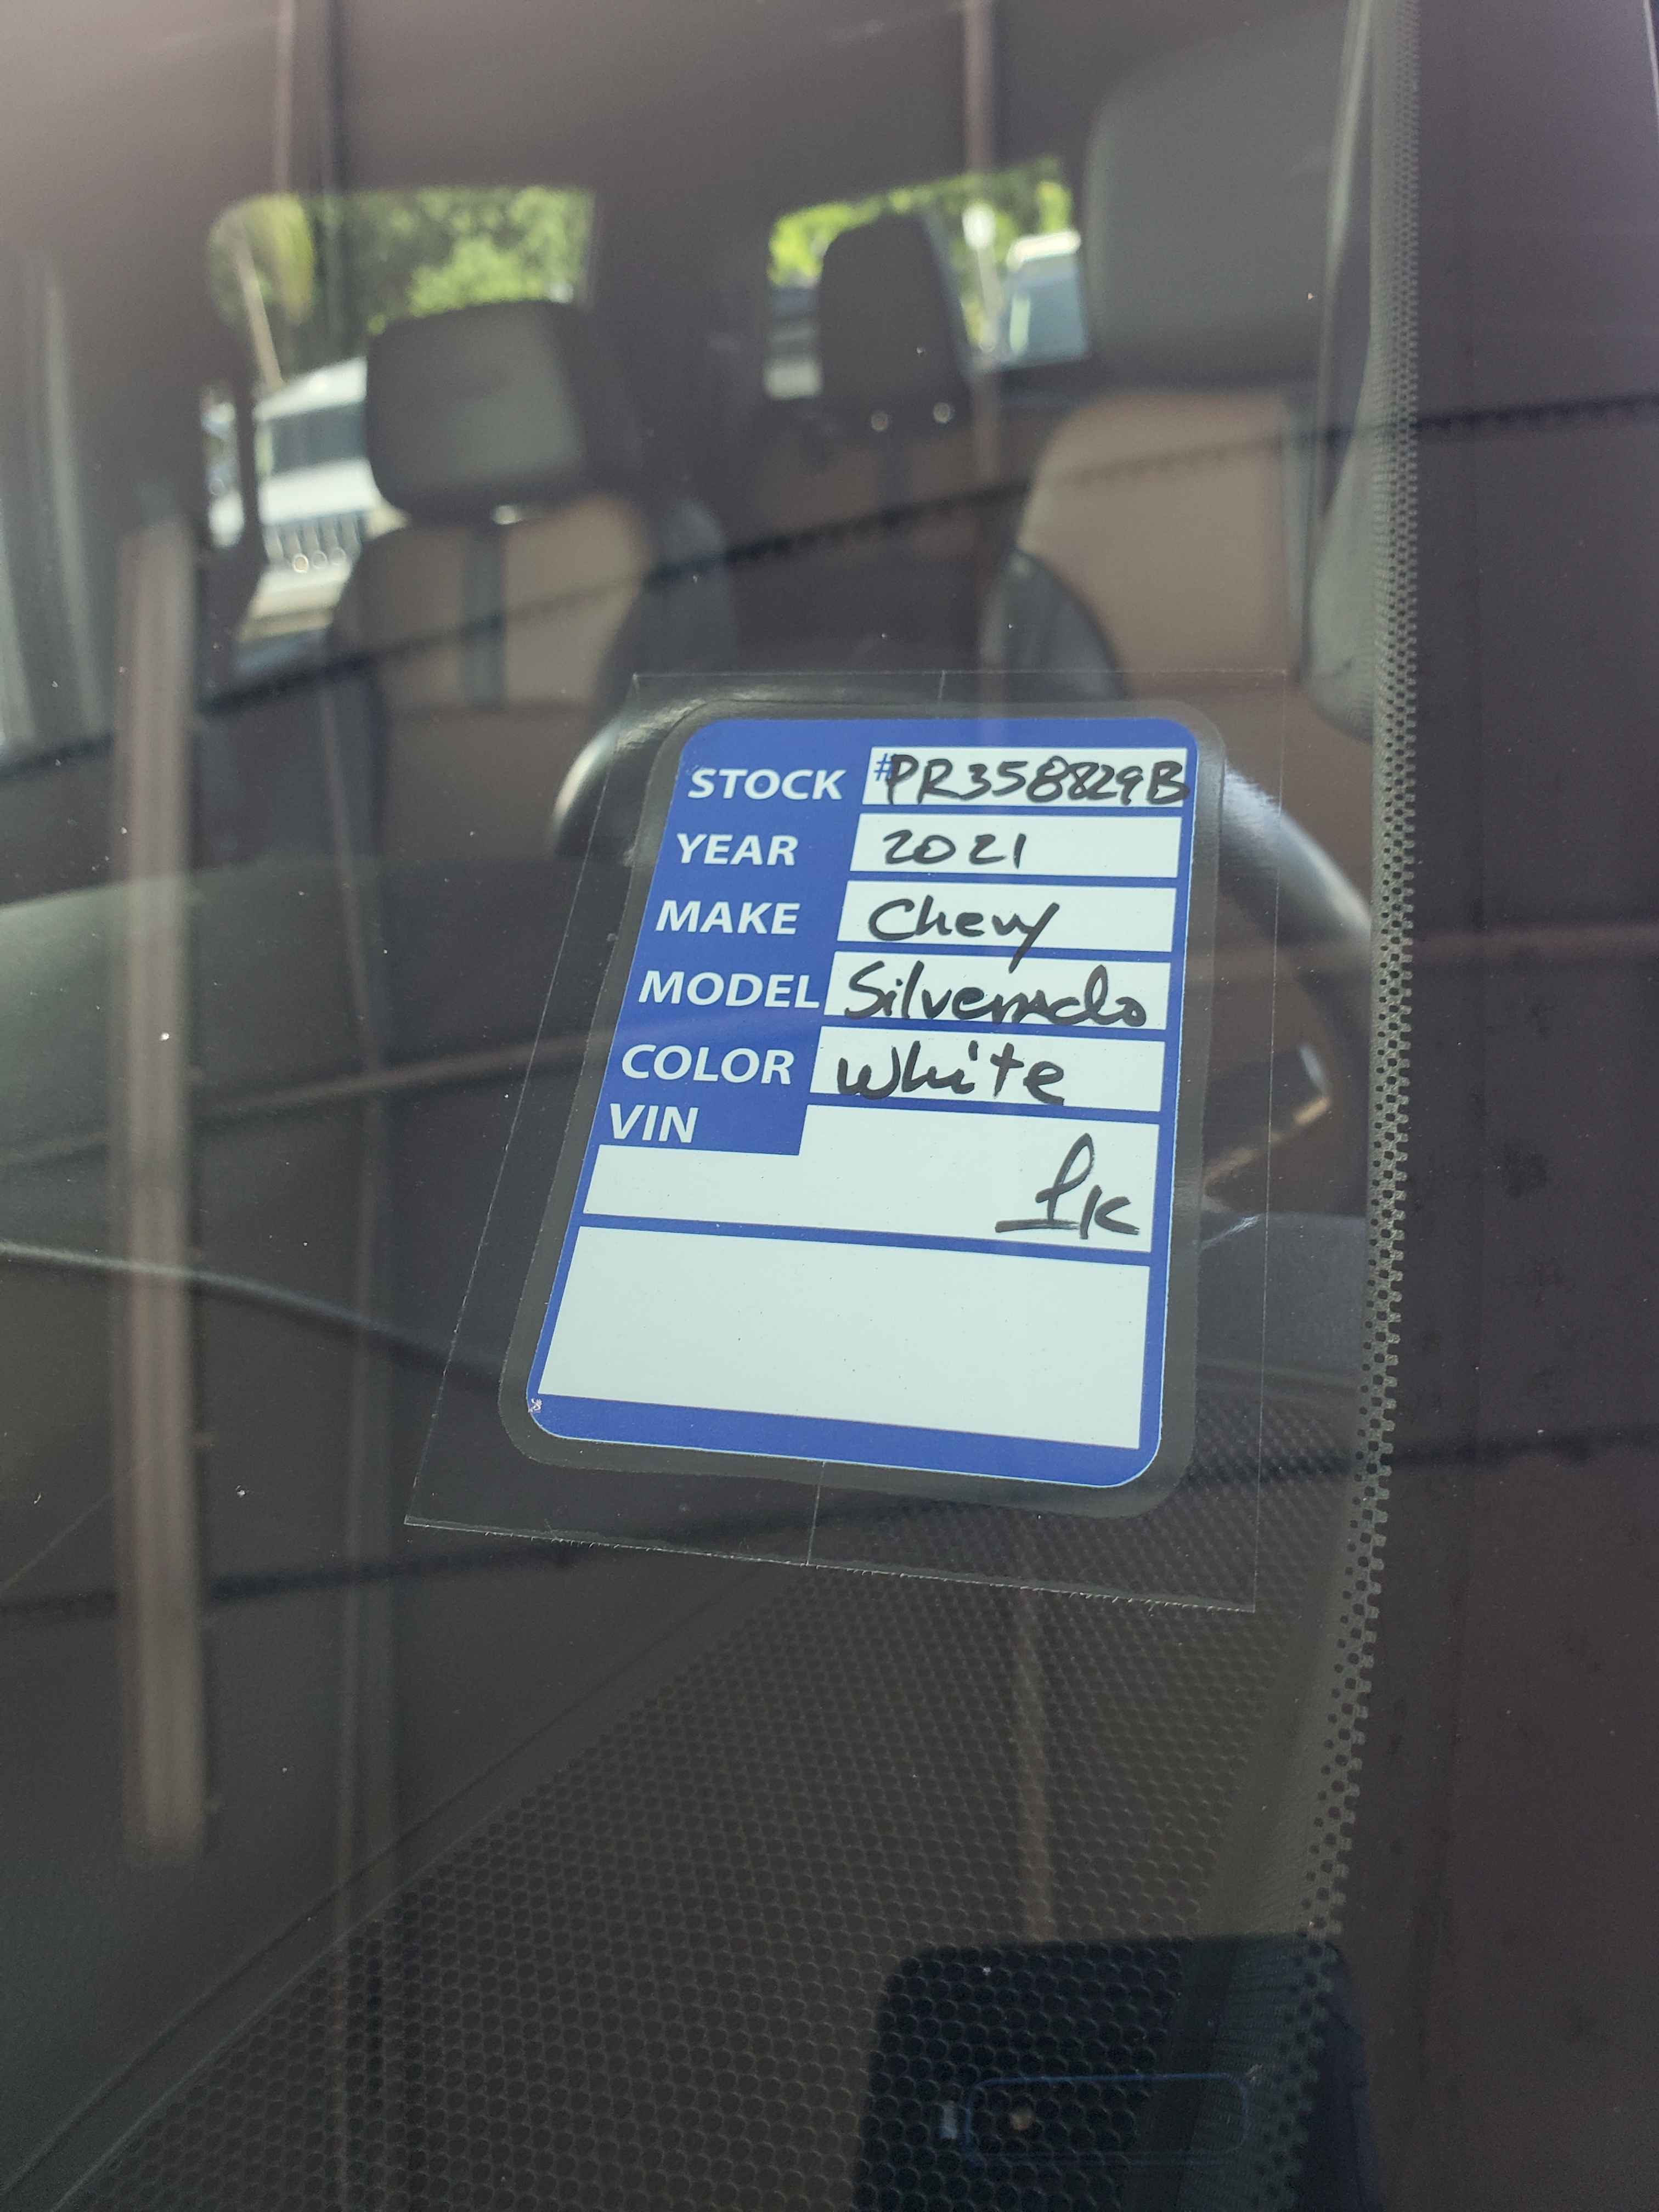 STOCK #PR358829B
YEAR 2021
MAKE Chevy
MODEL Silverado
COLOR White
VIN
1K